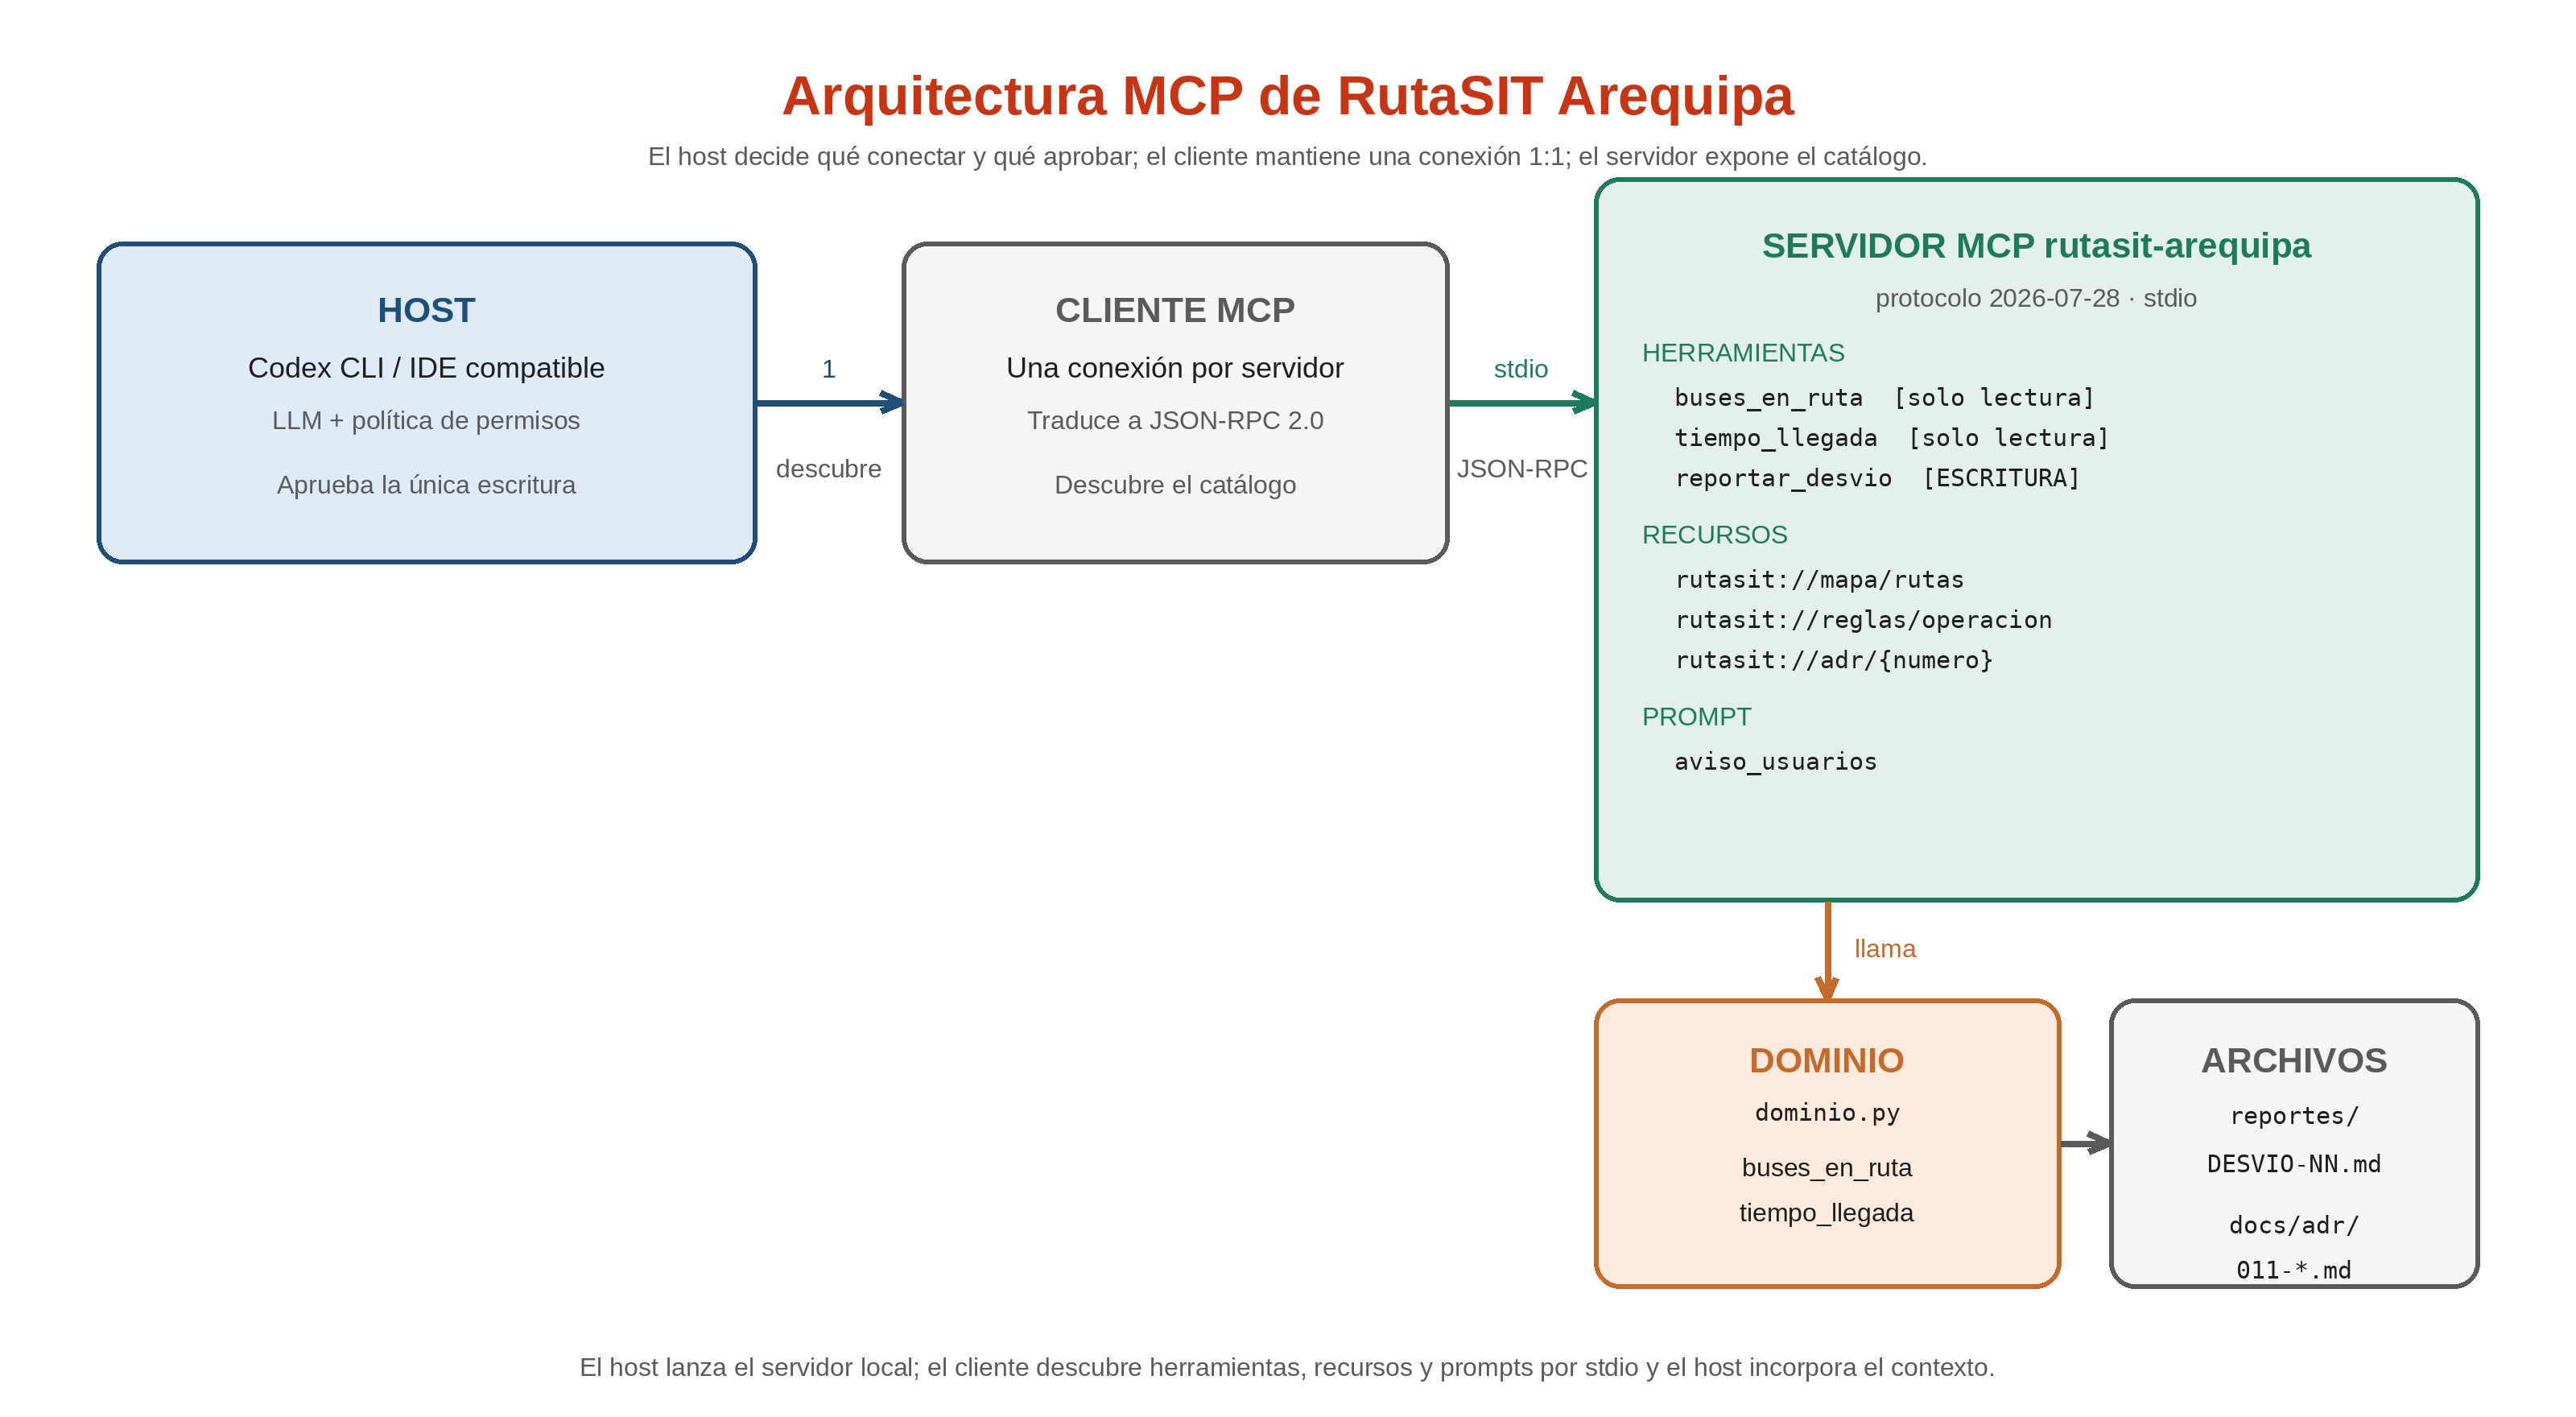 Arquitectura MCP de RutaSIT Arequipa
El host decide qué conectar y qué aprobar; el cliente mantiene una conexión 1:1; el servidor expone el catálogo.
HOST
Codex CLI / IDE compatible
LLM + política de permisos
Aprueba la única escritura
1
descubre
CLIENTE MCP
Una conexión por servidor
Traduce a JSON-RPC 2.0
Descubre el catálogo
stdio
JSON-RPC
SERVIDOR MCP rutasit-arequipa
protocolo 2026-07-28 · stdio
HERRAMIENTAS
buses_en_ruta [solo lectura]
tiempo_llegada [solo lectura]
reportar_desvio [ESCRITURA]
RECURSOS
rutasit://mapa/rutas
rutasit://reglas/operacion
rutasit://adr/{numero}
PROMPT
aviso_usuarios
llama
DOMINIO
dominio.py
buses_en_ruta
tiempo_llegada
ARCHIVOS
reportes/
DESVIO-NN.md
docs/adr/
011-*.md
El host lanza el servidor local; el cliente descubre herramientas, recursos y prompts por stdio y el host incorpora el contexto.